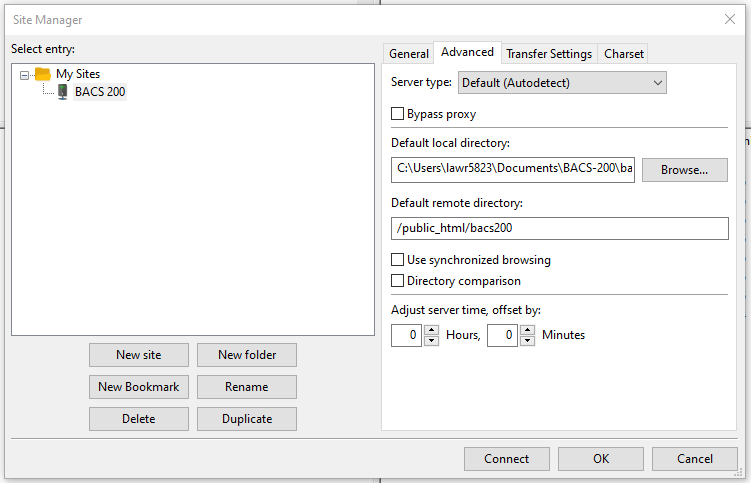 Site Manager
Select entry:
My Sites
BACS 200
New site
New folder
New Bookmark
Rename
Delete
Duplicate
General
Advanced
Transfer Settings
Charset
Server type:
Default (Autodetect)
Bypass proxy
Default local directory:
C:\Users\lawr5823\Documents\BACS-200\ba
Browse...
Default remote directory:
/public_html/bacs200
Use synchronized browsing
Directory comparison
Adjust server time, offset by:
0 Hours, 0 Minutes
Connect
OK
Cancel